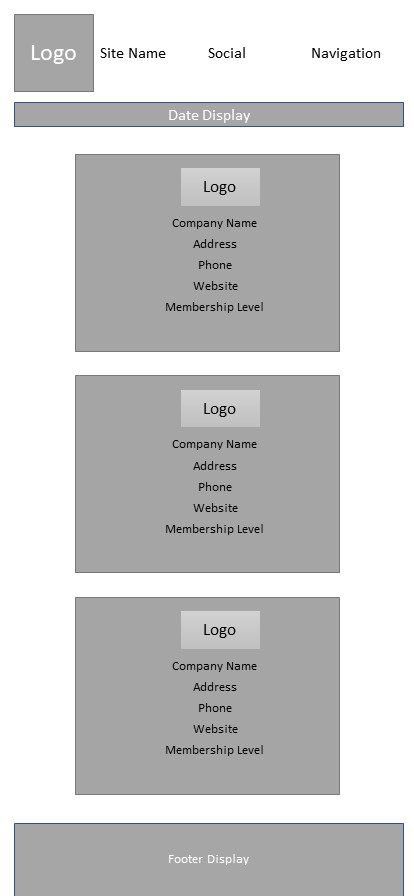 Logo Site Name Social Navigation
Date Display
Logo
Company Name
Address
Phone
Website
Membership Level
Logo
Company Name
Address
Phone
Website
Membership Level
Logo
Company Name
Address
Phone
Website
Membership Level
Footer Display